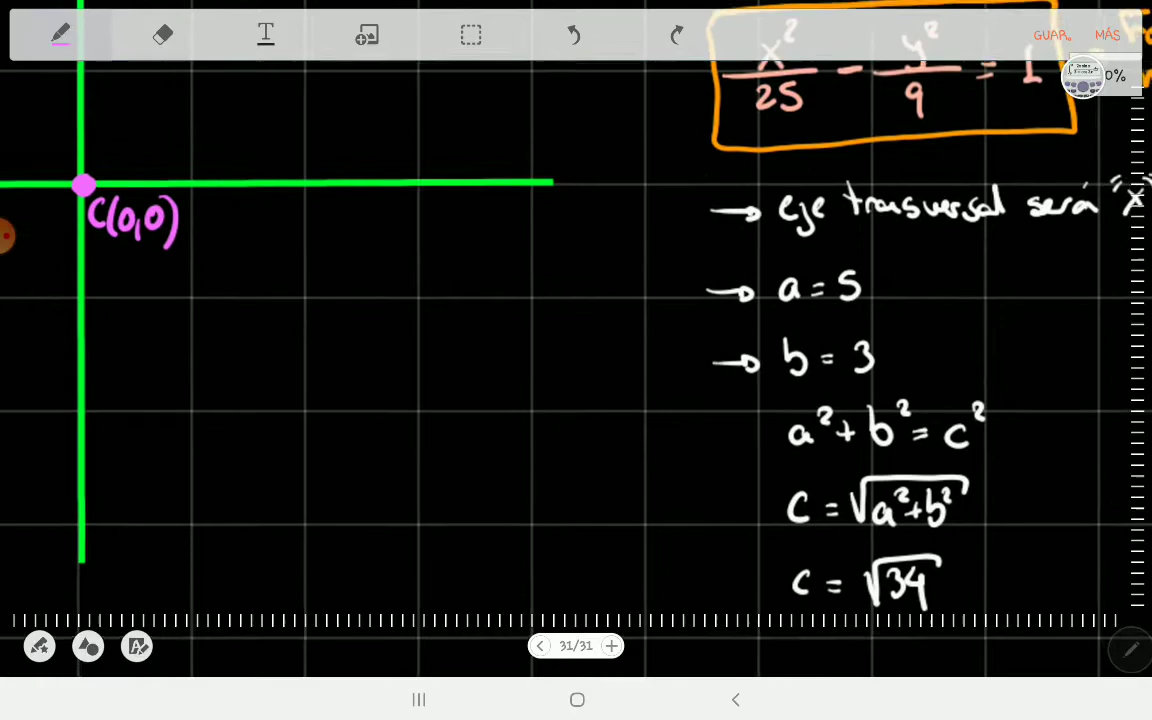 T
GUAR. MÁS
0%
x² / 25 - y² / 9 = 1
C(0,0)
→ eje transversal será "X"
→ a = 5
→ b = 3
a² + b² = c²
c = √a²+b²
c = √34
31/31